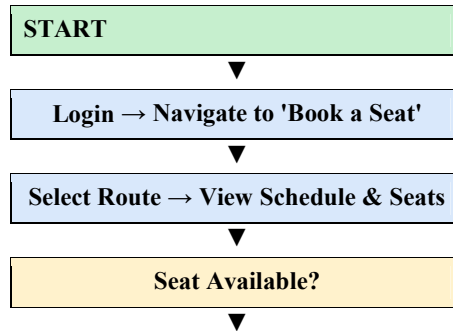 START
Login → Navigate to 'Book a Seat'
Select Route → View Schedule & Seats
Seat Available?